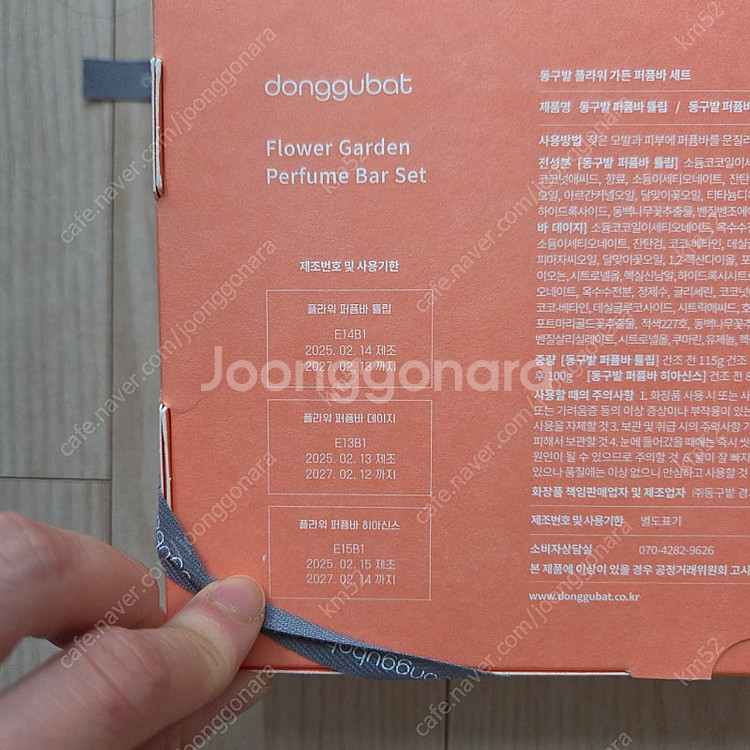 donggubat
Flower Garden
Perfume Bar Set
제조번호 및 사용기한
플라워 퍼퓸바 튤립
E14B1
2025. 02. 14 제조
2027. 02. 13 까지
플라워 퍼퓸바 데이지
E13B1
2025. 02. 13 제조
2027. 02. 12 까지
플라워 퍼퓸바 히아신스
E15B1
2025. 02. 15 제조
2027. 02. 14 까지
동구밭 플라워 가든 퍼퓸바 세트
제품명 동구밭 퍼퓸바 튤립 / 동구밭 퍼퓸바
사용방법 젖은 모발과 피부에 퍼퓸바를 문질러
전성분 [동구밭 퍼퓸바 튤립] 소듐코코일이세
코코넛애씨드, 향료, 소듐이세티오네이트, 잔탄
오일, 아르간커넬오일, 달맞이꽃오일, 티타늄디
하이드록사이드, 동백나무꽃추출물, 벤질벤조에이
바 데이지] 소듐코코일이세티오네이트, 옥수수전
소듐이세티오네이트, 잔탄검, 코코-베타인, 데실글
피마자씨오일, 달맞이꽃오일, 1,2-헥산다이올, 포
이오논, 시트로넬올, 헥실신남알, 하이드록시시트로
오네이트, 옥수수전분, 정제수, 글리세린, 코코넛
코코-베타인, 데실글루코사이드, 시트릭애씨드, 호
포트마리골드꽃추출물, 적색227호, 동백나무꽃
벤질살리실레이트, 시트로넬올, 쿠마린, 유제놀, 헥
중량 [동구밭 퍼퓸바 튤립] 건조 전 115g 건조
후 100g [동구밭 퍼퓸바 히아신스] 건조 전
사용할 때의 주의사항 1. 화장품 사용 시 또는 사
또는 가려움증 등의 이상 증상이나 부작용이 있는
사용을 자제할 것 3. 보관 및 취급 시의 주의사항 가
피해서 보관할 것 4. 눈에 들어갔을 때에는 즉시 씻
원인이 될 수 있으므로 주의할 것 6. 물이 잘 빠지
있으나 품질에는 이상 없으니 안심하고 사용할 것
화장품 책임판매업자 및 제조업자 ㈜동구밭 경
제조번호 및 사용기한 별도표기
소비자상담실 070-4282-9626
본 제품에 이상이 있을 경우 공정거래위원회 고시
www.donggubat.co.kr
donggubat
Joonggonara
cafe.naver.com/joonggonara
km52